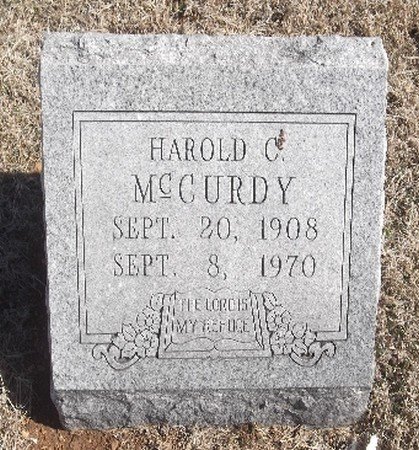 HAROLD C.
McCURDY
SEPT. 20, 1908
SEPT. 8, 1970
THE LORD IS
MY REFUGE